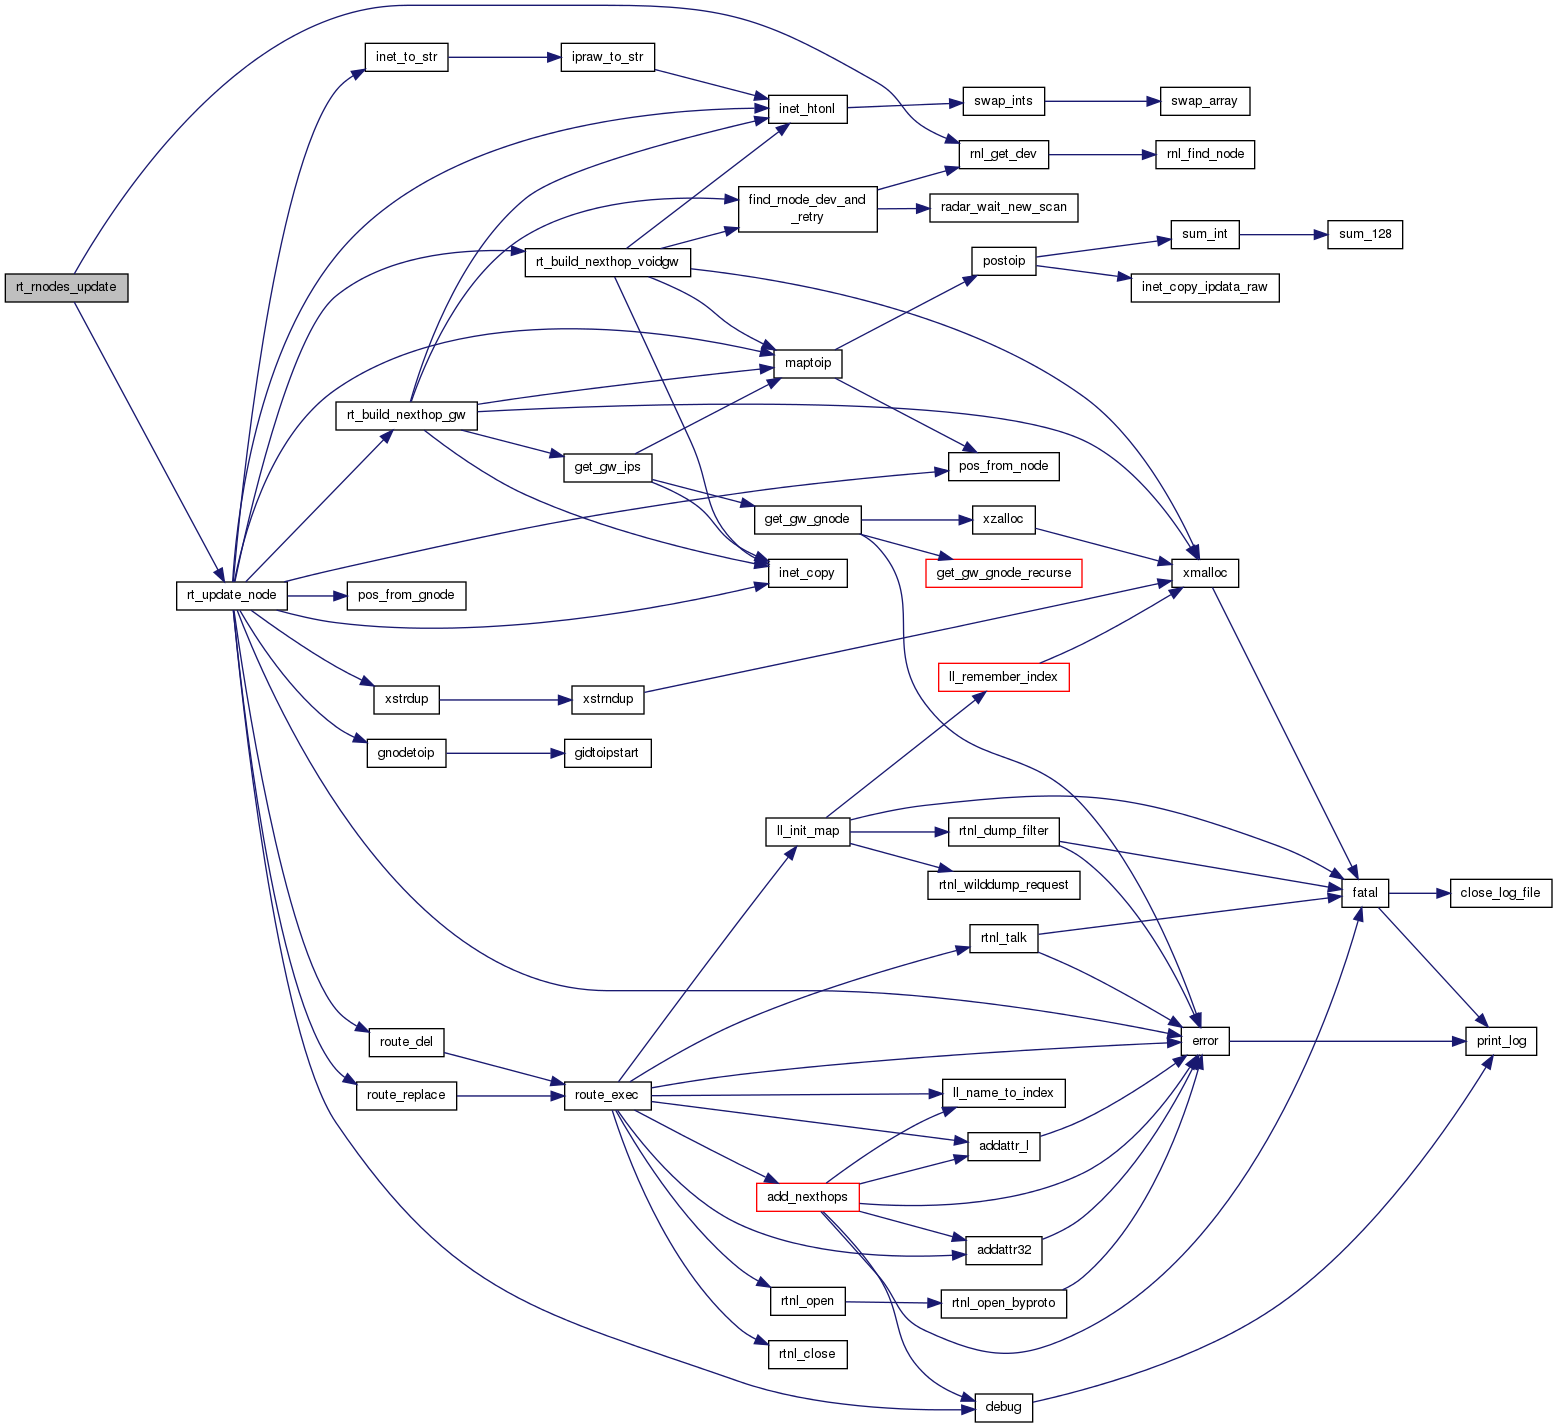 inet_to_str
ipraw_to_str
inet_htonl
swap_ints
swap_array
rnl_get_dev
rnl_find_node
find_rnode_dev_and
_retry
radar_wait_new_scan
sum_int
sum_128
rt_build_nexthop_voidgw
postoip
rt_rnodes_update
inet_copy_ipdata_raw
maptoip
rt_build_nexthop_gw
get_gw_ips
pos_from_node
get_gw_gnode
xzalloc
inet_copy
get_gw_gnode_recurse
xmalloc
rt_update_node
pos_from_gnode
ll_remember_index
xstrdup
xstrndup
gnodetoip
gidtoipstart
ll_init_map
rtnl_dump_filter
rtnl_wilddump_request
fatal
close_log_file
rtnl_talk
route_del
error
print_log
route_replace
route_exec
ll_name_to_index
addattr_l
add_nexthops
addattr32
rtnl_open
rtnl_open_byproto
rtnl_close
debug